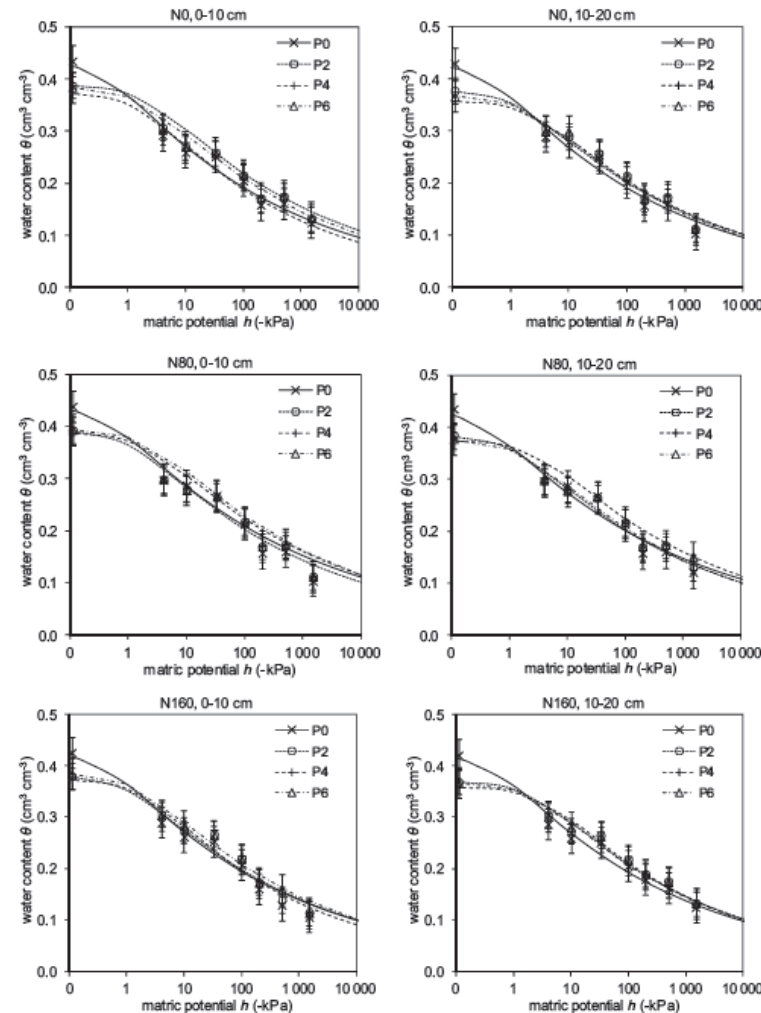 N0, 0-10 cm
0.5
0.4
0.3
0.2
0.1
0.0
water content θ (cm³ cm⁻³)
P0
P2
P4
P6
0 1 10 100 1 000 10 000
matric potential h (-kPa)
N0, 10-20 cm
0.5
0.4
0.3
0.2
0.1
0.0
water content θ (cm³ cm⁻³)
P0
P2
P4
P6
0 1 10 100 1 000 10 000
matric potential h (-kPa)
N80, 0-10 cm
0.5
0.4
0.3
0.2
0.1
0.0
water content θ (cm³ cm⁻³)
P0
P2
P4
P6
0 1 10 100 1 000 10 000
matric potential h (-kPa)
N80, 10-20 cm
0.5
0.4
0.3
0.2
0.1
0.0
water content θ (cm³ cm⁻³)
P0
P2
P4
P6
0 1 10 100 1 000 10 000
matric potential h (-kPa)
N160, 0-10 cm
0.5
0.4
0.3
0.2
0.1
0.0
water content θ (cm³ cm⁻³)
P0
P2
P4
P6
0 1 10 100 1 000 10 000
matric potential h (-kPa)
N160, 10-20 cm
0.5
0.4
0.3
0.2
0.1
0.0
water content θ (cm³ cm⁻³)
P0
P2
P4
P6
0 1 10 100 1 000 10 000
matric potential h (-kPa)